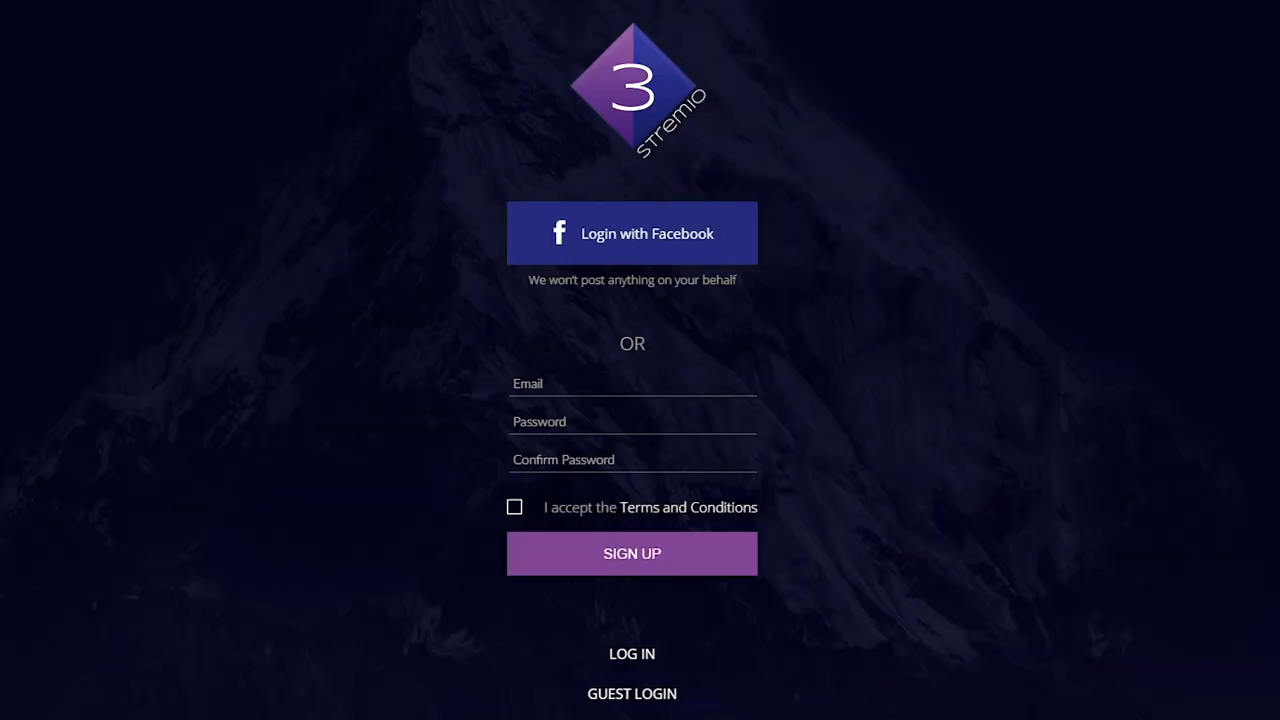 3
STremIO
Login with Facebook
We won't post anything on your behalf
OR
Email
Password
Confirm Password
I accept the Terms and Conditions
SIGN UP
LOG IN
GUEST LOGIN